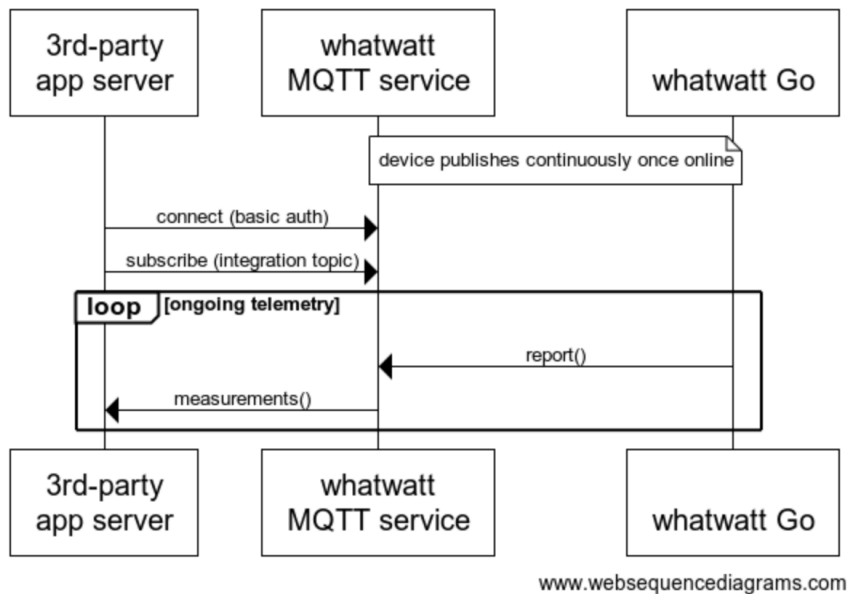 3rd-party
app server
whatwatt
MQTT service
whatwatt Go
device publishes continuously once online
connect (basic auth)
subscribe (integration topic)
loop
[ongoing telemetry]
report()
measurements()
3rd-party
app server
whatwatt
MQTT service
whatwatt Go
www.websequencediagrams.com